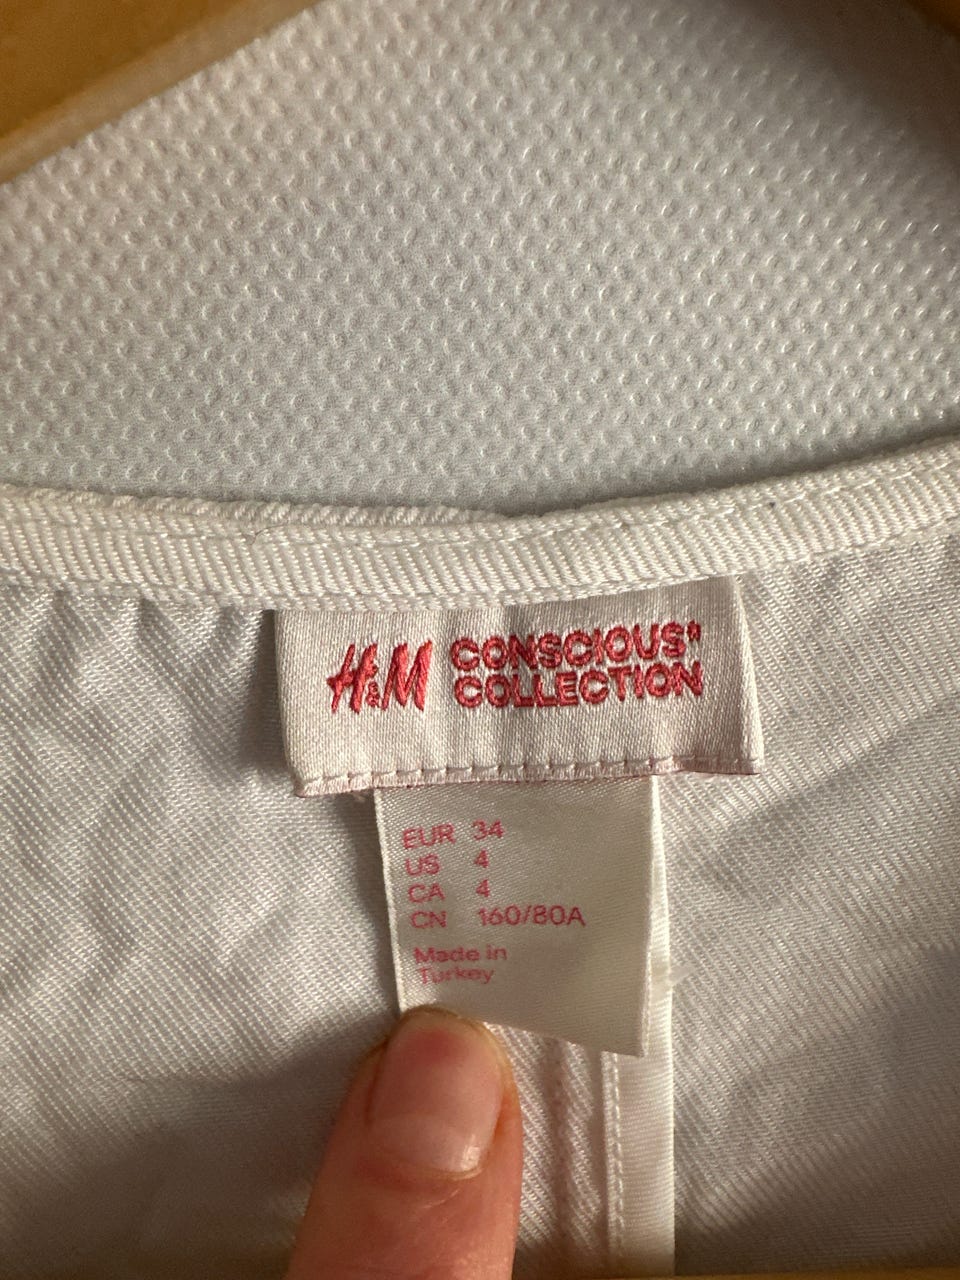 H&M CONSCIOUS
COLLECTION
EUR 34
US 4
CA 4
CN 160/80A
Made in
Turkey